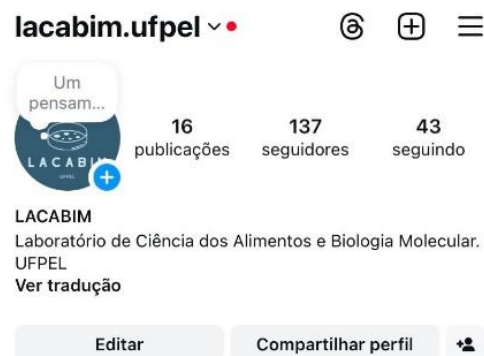 lacabim.ufpel
Um
pensam...
LACABIM
UFPEL
16
publicações
137
seguidores
43
seguindo
LACABIM
Laboratório de Ciência dos Alimentos e Biologia Molecular.
UFPEL
Ver tradução
Editar
Compartilhar perfil